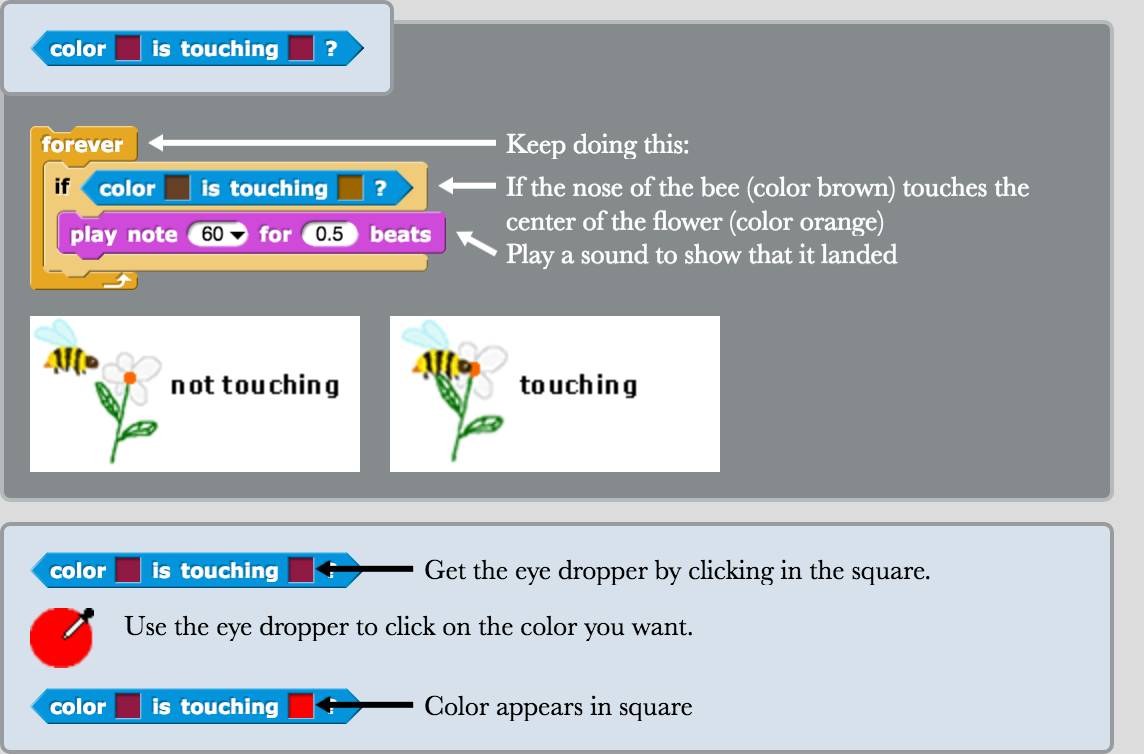 color is touching ?
forever
Keep doing this:
if color is touching ?
If the nose of the bee (color brown) touches the
center of the flower (color orange)
play note 60 for 0.5 beats
Play a sound to show that it landed
not touching
touching
color is touching ?
Get the eye dropper by clicking in the square.
Use the eye dropper to click on the color you want.
color is touching ?
Color appears in square